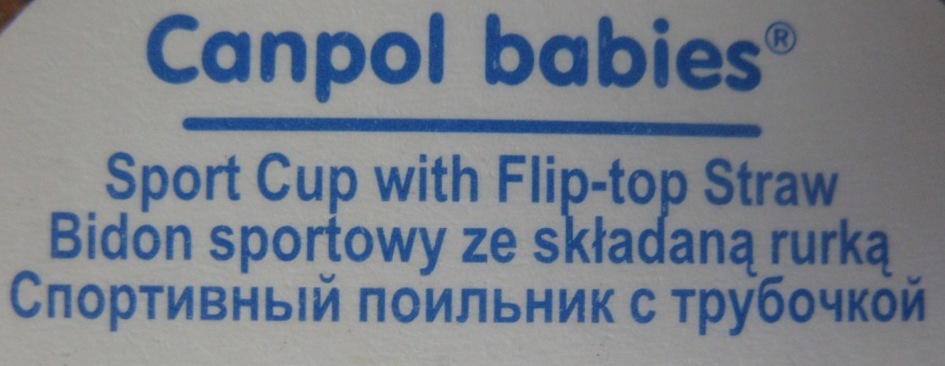 Canpol babies®
Sport Cup with Flip-top Straw
Bidon sportowy ze składaną rurką
Спортивный поильник с трубочкой